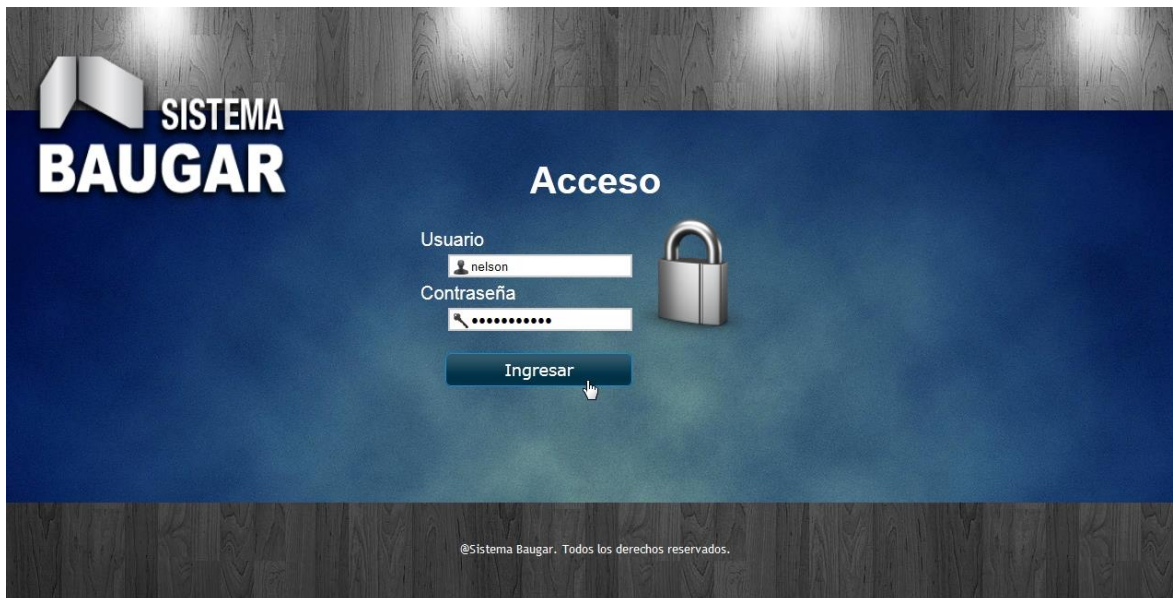 SISTEMA
BAUGAR
Acceso
Usuario
nelson
Contraseña
•••••••••••
Ingresar
@Sistema Baugar. Todos los derechos reservados.